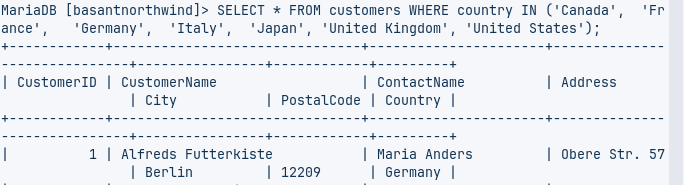 MariaDB [basantnorthwind]> SELECT * FROM customers WHERE country IN ('Canada',  'Fr
ance',   'Germany',  'Italy',  'Japan', 'United Kingdom', 'United States');
+------------+------------------------------+----------------------+--------------
----------------+----------------+------------+---------+
| CustomerID | CustomerName                 | ContactName          | Address
                | City           | PostalCode | Country |
+------------+------------------------------+----------------------+--------------
----------------+----------------+------------+---------+
|          1 | Alfreds Futterkiste          | Maria Anders         | Obere Str. 57
                | Berlin         | 12209      | Germany |